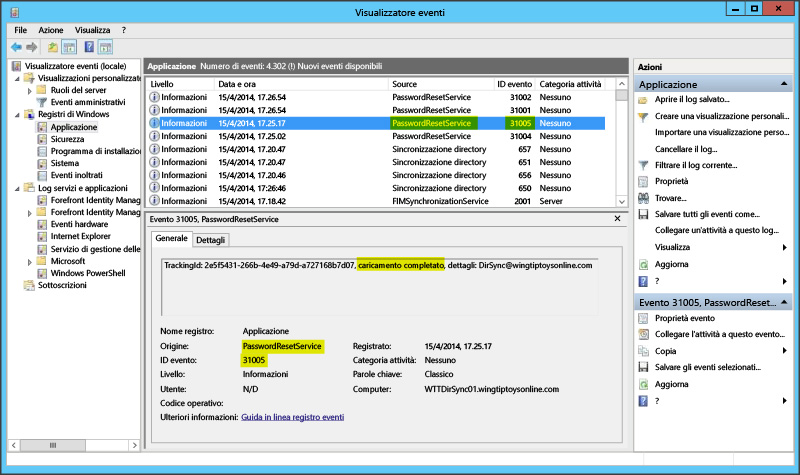 Visualizzatore eventi
File Azione Visualizza ?
Visualizzatore eventi (locale)
Visualizzazioni personalizzate
Ruoli del server
Eventi amministrativi
Registri di Windows
Applicazione
Sicurezza
Programma di installazion
Sistema
Eventi inoltrati
Log servizi e applicazioni
Forefront Identity Manag
Forefront Identity Manag
Eventi hardware
Internet Explorer
Servizio di gestione delle
Microsoft
Windows PowerShell
Sottoscrizioni
Applicazione Numero di eventi: 4.302 (!) Nuovi eventi disponibili
Livello Data e ora Source ID evento Categoria attività
Informazioni 15/4/2014, 17.26.54 PasswordResetService 31002 Nessuno
Informazioni 15/4/2014, 17.26.54 PasswordResetService 31001 Nessuno
Informazioni 15/4/2014, 17.25.17 PasswordResetService 31005 Nessuno
Informazioni 15/4/2014, 17.25.02 PasswordResetService 31004 Nessuno
Informazioni 15/4/2014, 17.20.47 Sincronizzazione directory 657 Nessuno
Informazioni 15/4/2014, 17.20.47 Sincronizzazione directory 651 Nessuno
Informazioni 15/4/2014, 17.20.46 Sincronizzazione directory 656 Nessuno
Informazioni 15/4/2014, 17:26:46 Sincronizzazione directory 650 Nessuno
Informazioni 15/4/2014, 17.18.42 FIMSynchronizationService 2001 Server
Evento 31005, PasswordResetService
Generale Dettagli
TrackingId: 2e5f5431-266b-4e49-a79d-a727168b7d07, caricamento completato, dettagli: DirSync@wingtiptoysonline.com
Nome registro: Applicazione
Origine: PasswordResetService Registrato: 15/4/2014, 17.25.17
ID evento: 31005 Categoria attività: Nessuno
Livello: Informazioni Parole chiave: Classico
Utente: N/D Computer: WTTDirSync01.wingtiptoysonline.com
Codice operativo:
Ulteriori informazioni: Guida in linea registro eventi
Azioni
Applicazione
Aprire il log salvato...
Creare una visualizzazione personali...
Importare una visualizzazione perso...
Cancellare il log...
Filtrare il log corrente...
Proprietà
Trovare...
Salvare tutti gli eventi come...
Collegare un'attività a questo log...
Visualizza
Aggiorna
?
Evento 31005, PasswordReset...
Proprietà evento
Collegare l'attività a questo evento...
Copia
Salvare gli eventi selezionati...
Aggiorna
?